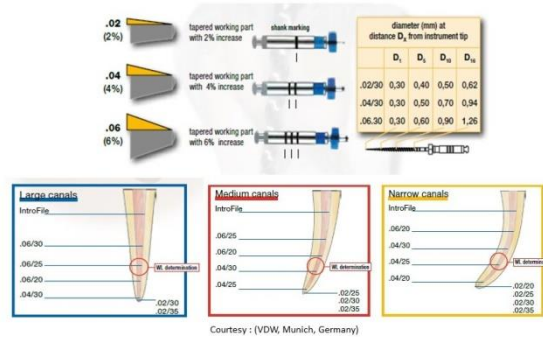 .02
(2%)
tapered working part
with 2% increase
shank marking
.04
(4%)
tapered working part
with 4% increase
.06
(6%)
tapered working part
with 6% increase
diameter (mm) at
distance D₀ from instrument tip
D₁ D₅ D₁₀ D₁₆
.02/30 0,30 0,40 0,50 0,62
.04/30 0,30 0,50 0,70 0,94
.06.30 0,30 0,60 0,90 1,26
Large canals
IntroFile
.06/30
.06/25
Wl. determination
.06/20
.04/30
.02/30
.02/35
Medium canals
IntroFile
.06/25
.06/20
.04/30
Wl. determination
.04/25
.02/25
.02/30
.02/35
Narrow canals
IntroFile
.06/20
.04/30
.04/25
Wl. determina
.04/20
.02/20
.02/25
.02/30
.02/35
Courtesy : (VDW, Munich, Germany)